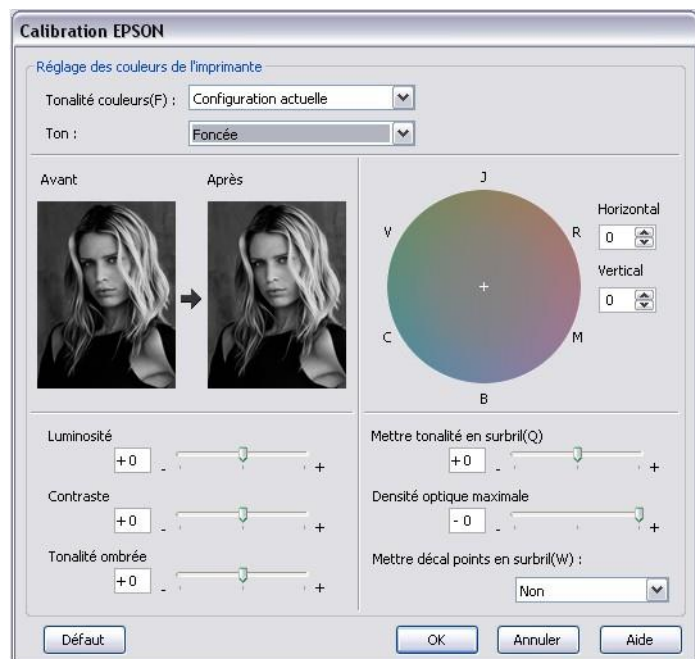 Calibration EPSON
Réglage des couleurs de l'imprimante
Tonalité couleurs(F) : Configuration actuelle
Ton : Foncée
Avant Après
J
V R
C M
B
Horizontal
0
Vertical
0
Luminosité
+0 - +
Contraste
+0 - +
Tonalité ombrée
+0 - +
Mettre tonalité en surbril(Q)
+0 - +
Densité optique maximale
- 0 - +
Mettre décal points en surbril(W) :
Non
Défaut OK Annuler Aide